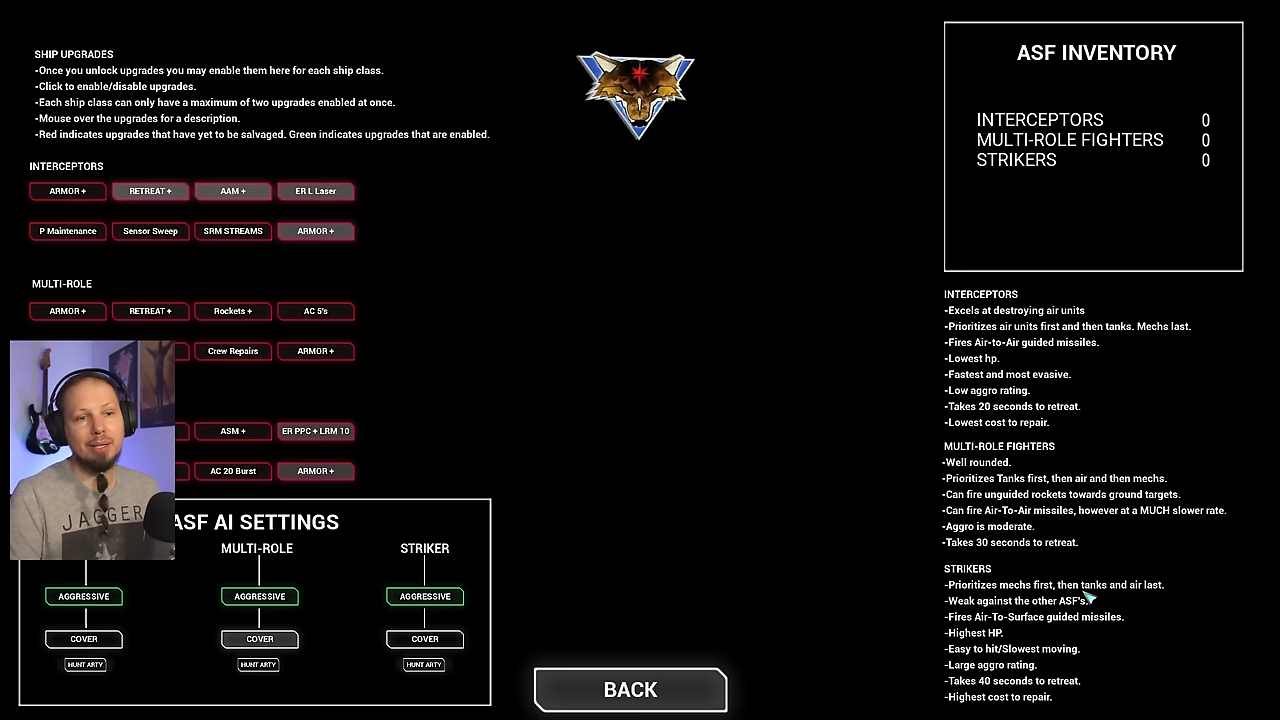 SHIP UPGRADES
-Once you unlock upgrades you may enable them here for each ship class.
-Click to enable/disable upgrades.
-Each ship class can only have a maximum of two upgrades enabled at once.
-Mouse over the upgrades for a description.
-Red indicates upgrades that have yet to be salvaged. Green indicates upgrades that are enabled.
INTERCEPTORS
ARMOR + RETREAT + AAM + ER L Laser
P Maintenance Sensor Sweep SRM STREAMS ARMOR +
MULTI-ROLE
ARMOR + RETREAT + Rockets + AC 5's
Crew Repairs ARMOR +
ASM + ER PPC + LRM 10
AC 20 Burst ARMOR +
JAGGER
ASF AI SETTINGS
MULTI-ROLE STRIKER
AGGRESSIVE AGGRESSIVE AGGRESSIVE
COVER COVER COVER
HUNT ARTY HUNT ARTY HUNT ARTY
BACK
ASF INVENTORY
INTERCEPTORS 0
MULTI-ROLE FIGHTERS 0
STRIKERS 0
INTERCEPTORS
-Excels at destroying air units
-Prioritizes air units first and then tanks. Mechs last.
-Fires Air-to-Air guided missiles.
-Lowest hp.
-Fastest and most evasive.
-Low aggro rating.
-Takes 20 seconds to retreat.
-Lowest cost to repair.
MULTI-ROLE FIGHTERS
-Well rounded.
-Prioritizes Tanks first, then air and then mechs.
-Can fire unguided rockets towards ground targets.
-Can fire Air-To-Air missiles, however at a MUCH slower rate.
-Aggro is moderate.
-Takes 30 seconds to retreat.
STRIKERS
-Prioritizes mechs first, then tanks and air last.
-Weak against the other ASF's.
-Fires Air-To-Surface guided missiles.
-Highest HP.
-Easy to hit/Slowest moving.
-Large aggro rating.
-Takes 40 seconds to retreat.
-Highest cost to repair.